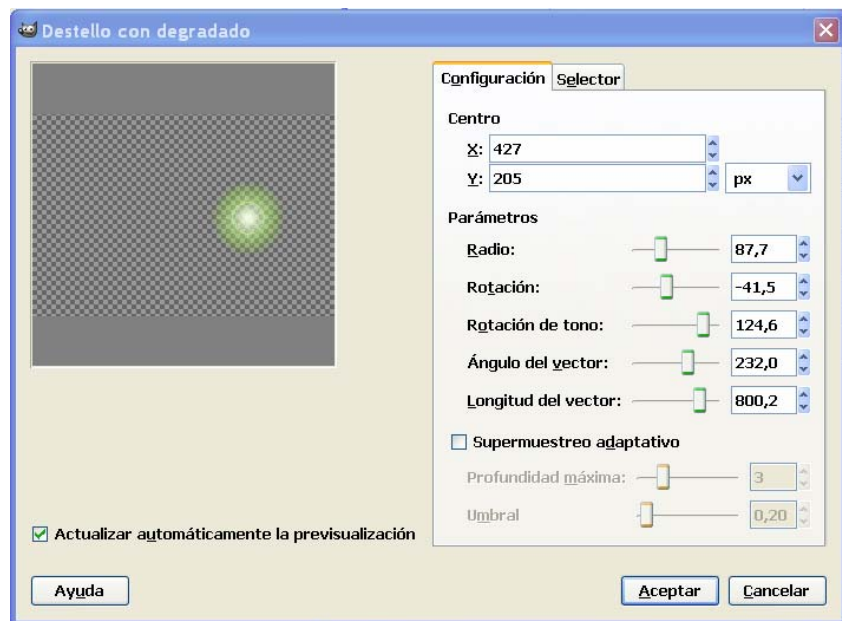 Destello con degradado
Configuración Selector
Centro
X: 427
Y: 205 px
Parámetros
Radio: 87,7
Rotación: -41,5
Rotación de tono: 124,6
Ángulo del vector: 232,0
Longitud del vector: 800,2
Supermuestreo adaptativo
Profundidad máxima: 3
Umbral 0,20
Actualizar automáticamente la previsualización
Ayuda Aceptar Cancelar